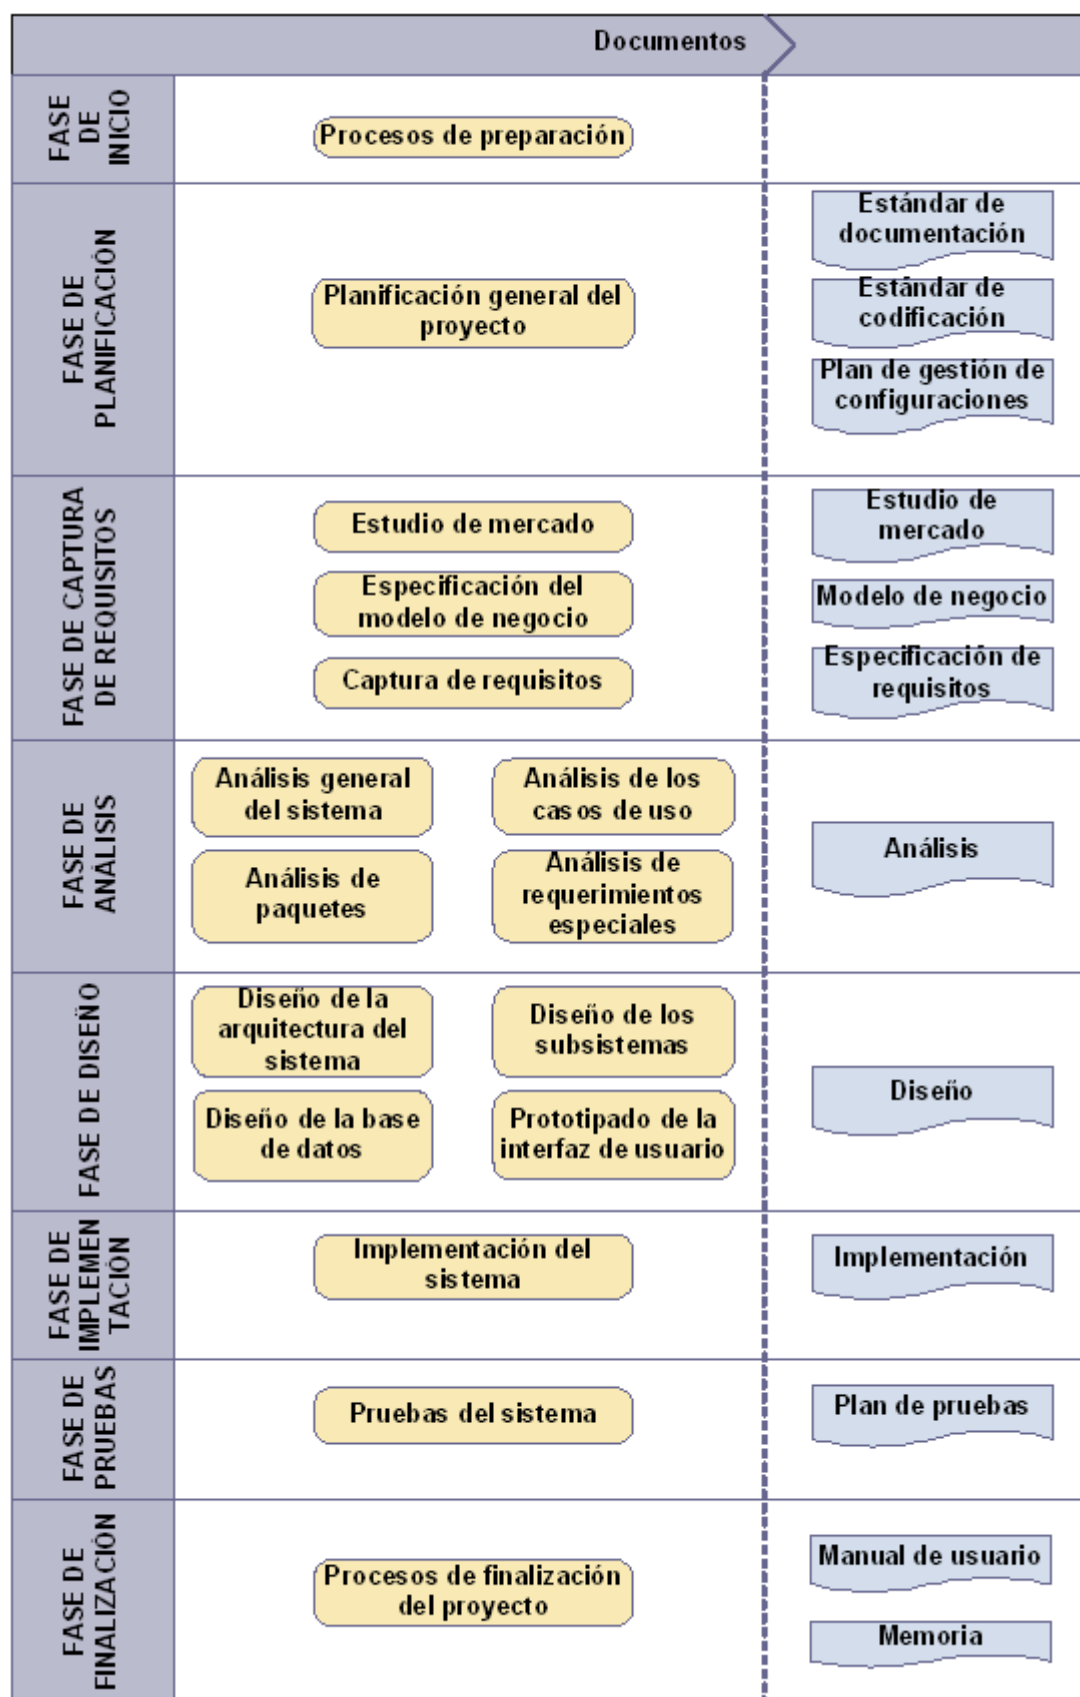 Documentos
FASE
DE
INICIO
Procesos de preparación
FASE DE
PLANIFICACIÓN
Planificación general del
proyecto
Estándar de
documentación
Estándar de
codificación
Plan de gestión de
configuraciones
FASE DE CAPTURA
DE REQUISITOS
Estudio de mercado
Especificación del
modelo de negocio
Captura de requisitos
Estudio de
mercado
Modelo de negocio
Especificación de
requisitos
FASE DE
ANÁLISIS
Análisis general
del sistema
Análisis de los
casos de uso
Análisis de
paquetes
Análisis de
requerimientos
especiales
Análisis
FASE DE DISEÑO
Diseño de la
arquitectura del
sistema
Diseño de los
subsistemas
Diseño de la base
de datos
Prototipado de la
interfaz de usuario
Diseño
FASE DE
IMPLEMEN
TACIÓN
Implementación del
sistema
Implementación
FASE DE
PRUEBAS
Pruebas del sistema
Plan de pruebas
FASE DE
FINALIZACIÓN
Procesos de finalización
del proyecto
Manual de usuario
Memoria